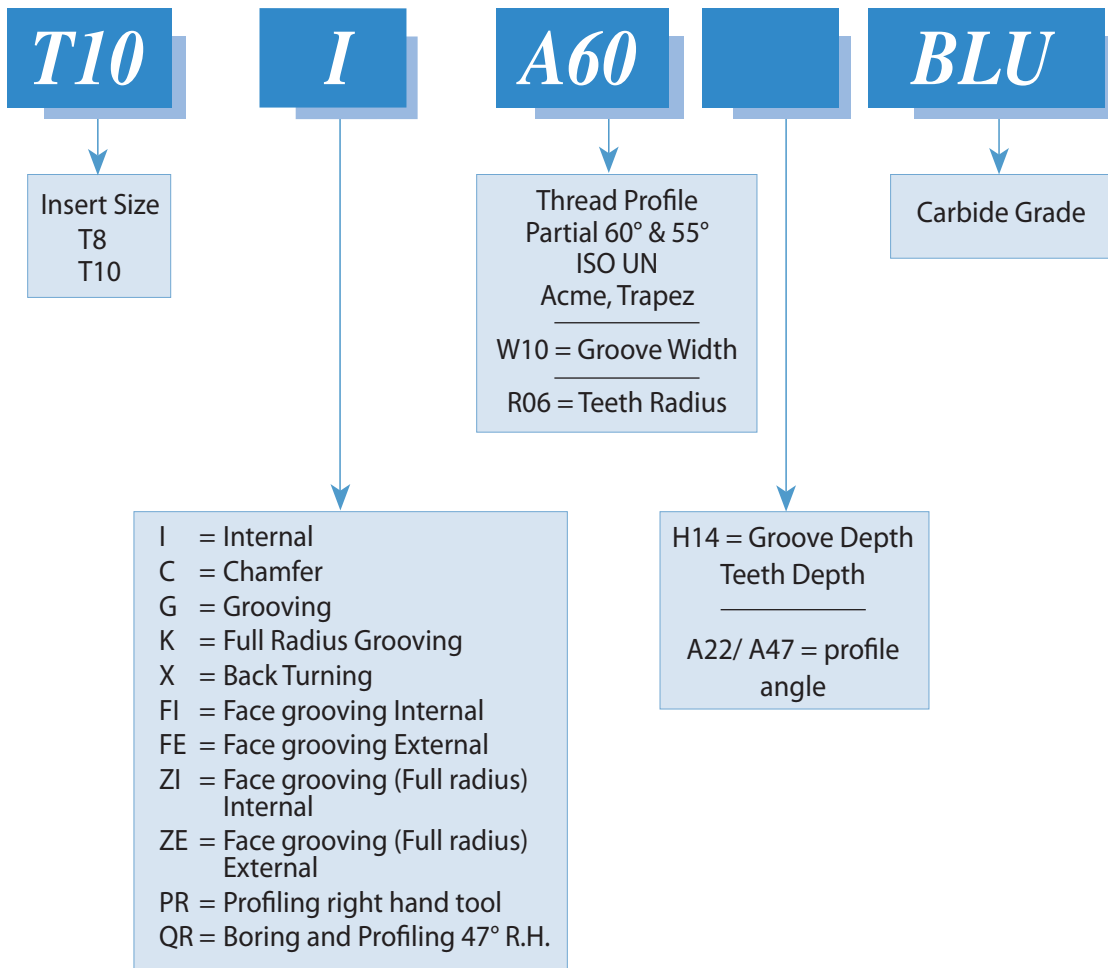 T10 I A60 BLU
Insert Size
T8
T10
Thread Profile
Partial 60° & 55°
ISO UN
Acme, Trapez
W10 = Groove Width
R06 = Teeth Radius
Carbide Grade
I = Internal
C = Chamfer
G = Grooving
K = Full Radius Grooving
X = Back Turning
FI = Face grooving Internal
FE = Face grooving External
ZI = Face grooving (Full radius)
Internal
ZE = Face grooving (Full radius)
External
PR = Profiling right hand tool
QR = Boring and Profiling 47° R.H.
H14 = Groove Depth
Teeth Depth
A22/ A47 = profile
angle